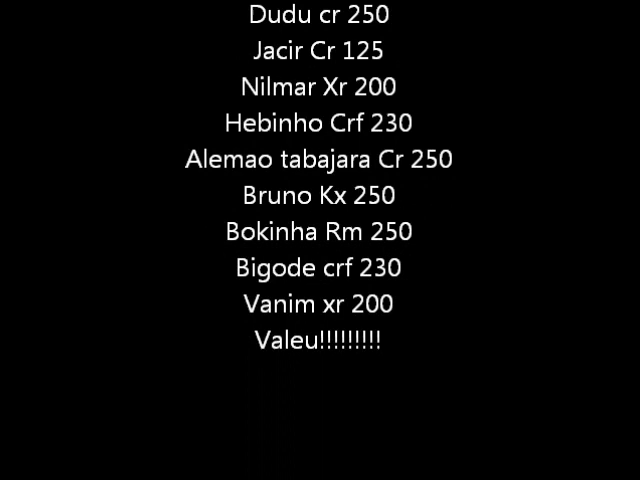 Dudu cr 250
Jacir Cr 125
Nilmar Xr 200
Hebinho Crf 230
Alemao tabajara Cr 250
Bruno Kx 250
Bokinha Rm 250
Bigode crf 230
Vanim xr 200
Valeu!!!!!!!!!